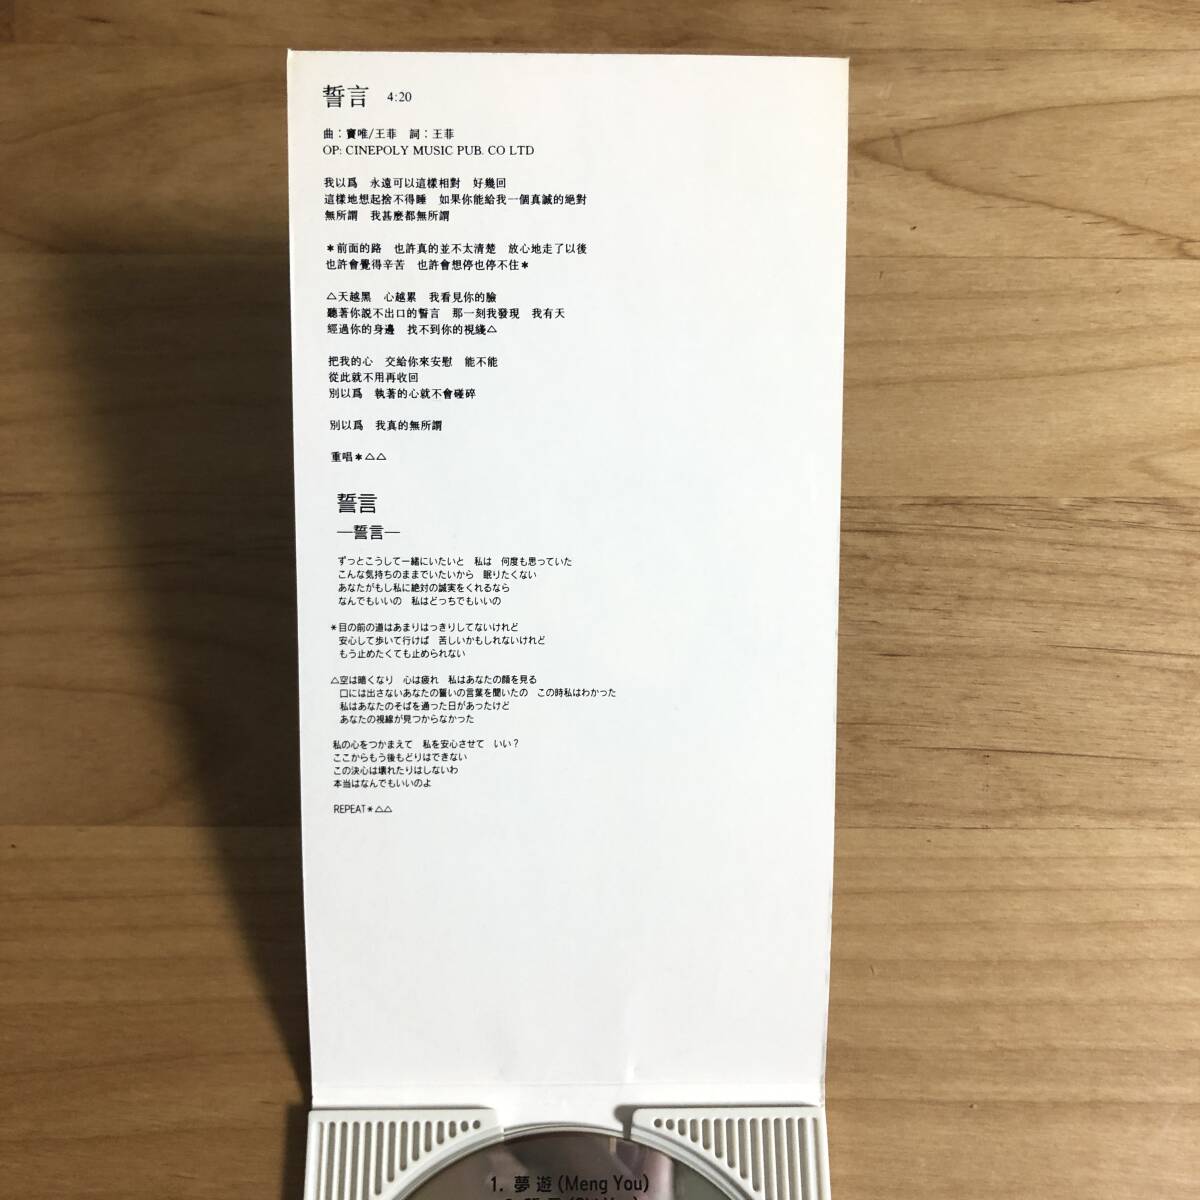 誓言 4:20
曲：竇唯/王菲 詞：王菲
OP: CINEPOLY MUSIC PUB. CO LTD
我以爲 永遠可以這樣相對 好幾回
這樣地想起捨不得睡 如果你能給我一個真誠的絕對
無所謂 我甚麼都無所謂
＊前面的路 也許真的並不太清楚 放心地走了以後
也許會覺得辛苦 也許會想停也停不住＊
△天越黑 心越累 我看見你的臉
聽著你說不出口的誓言 那一刻我發現 我有天
經過你的身邊 找不到你的視綫△
把我的心 交給你來安慰 能不能
從此就不用再收回
別以爲 執著的心就不會碰碎
別以爲 我真的無所謂
重唱＊△△
誓言
—誓言—
ずっとこうして一緒にいたいと 私は 何度も思っていた
こんな気持ちのままでいたいから 眠りたくない
あなたがもし私に絶対の誠実をくれるなら
なんでもいいの 私はどっちでもいいの
＊目の前の道はあまりはっきりしてないけれど
安心して歩いて行けば 苦しいかもしれないけれど
もう止めたくても止められない
△空は暗くなり 心は疲れ 私はあなたの顔を見る
口には出さないあなたの誓いの言葉を聞いたの この時私はわかった
私はあなたのそばを通った日があったけど
あなたの視線が見つからなかった
私の心をつかまえて 私を安心させて いい？
ここからもう後もどりはできない
この決心は壊れたりはしないわ
本当はなんでもいいのよ
REPEAT＊△△
1. 夢遊 (Meng You)